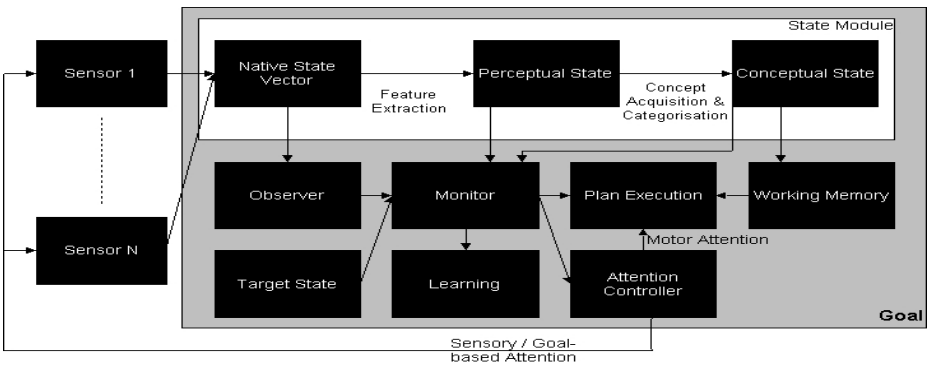 State Module
Sensor 1
Native State
Vector
Perceptual State
Conceptual State
Feature
Extraction
Concept
Acquisition &
Categorisation
Observer
Monitor
Plan Execution
Working Memory
Sensor N
Motor Attention
Target State
Learning
Attention
Controller
Goal
Sensory / Goal-
based Attention